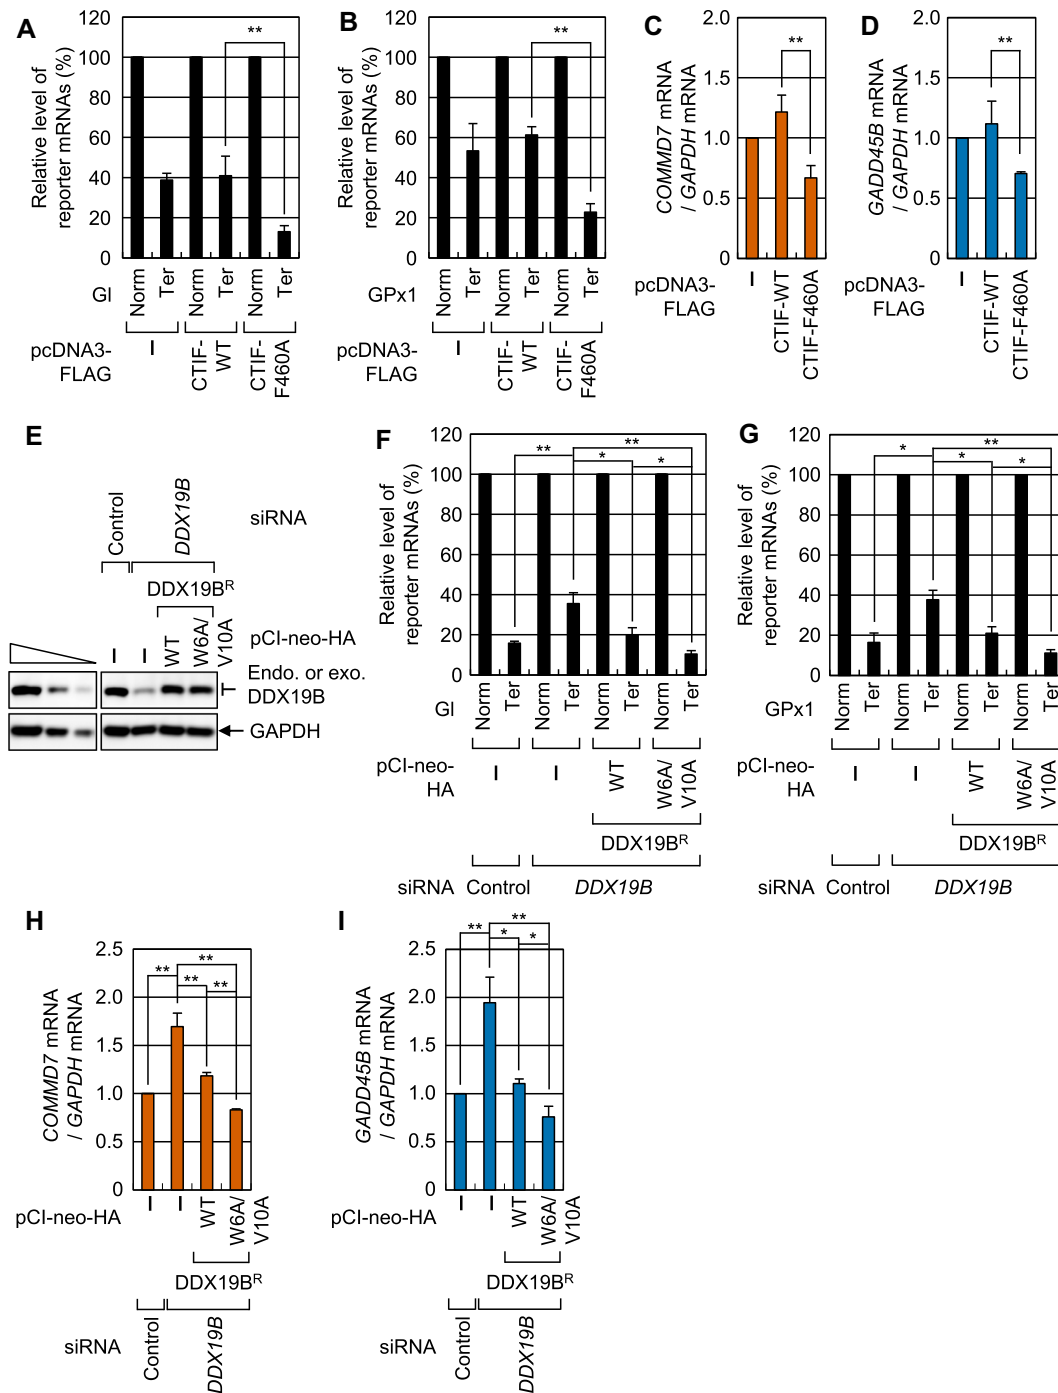 A
Relative level of
reporter mRNAs (%)
120
100
80
60
40
20
0
**
GI
Norm
Ter
Norm
Ter
Norm
Ter
pcDNA3-
FLAG
–
CTIF-
WT
CTIF-
F460A
B
Relative level of
reporter mRNAs (%)
120
100
80
60
40
20
0
**
GPx1
Norm
Ter
Norm
Ter
Norm
Ter
pcDNA3-
FLAG
–
CTIF-
WT
CTIF-
F460A
C
COMMD7 mRNA
/ GAPDH mRNA
2.0
1.5
1.0
0.5
0
**
pcDNA3-
FLAG
–
CTIF-WT
CTIF-F460A
D
GADD45B mRNA
/ GAPDH mRNA
2.0
1.5
1.0
0.5
0
**
pcDNA3-
FLAG
–
CTIF-WT
CTIF-F460A
E
Control
DDX19B
siRNA
DDX19Bᴿ
–
–
WT
W6A/
V10A
pCI-neo-HA
Endo. or exo.
DDX19B
GAPDH
F
Relative level of
reporter mRNAs (%)
120
100
80
60
40
20
0
**
**
*
*
GI
Norm
Ter
Norm
Ter
Norm
Ter
Norm
Ter
pCI-neo-
HA
–
–
WT
W6A/
V10A
DDX19Bᴿ
siRNA Control DDX19B
G
Relative level of
reporter mRNAs (%)
120
100
80
60
40
20
0
*
**
*
*
GPx1
Norm
Ter
Norm
Ter
Norm
Ter
Norm
Ter
pCI-neo-
HA
–
–
WT
W6A/
V10A
DDX19Bᴿ
siRNA Control DDX19B
H
COMMD7 mRNA
/ GAPDH mRNA
2.5
2.0
1.5
1.0
0.5
0
**
**
**
**
pCI-neo-HA
–
–
WT
W6A/
V10A
DDX19Bᴿ
siRNA
Control
DDX19B
I
GADD45B mRNA
/ GAPDH mRNA
2.5
2.0
1.5
1.0
0.5
0
**
**
*
*
pCI-neo-HA
–
–
WT
W6A/
V10A
DDX19Bᴿ
siRNA
Control
DDX19B